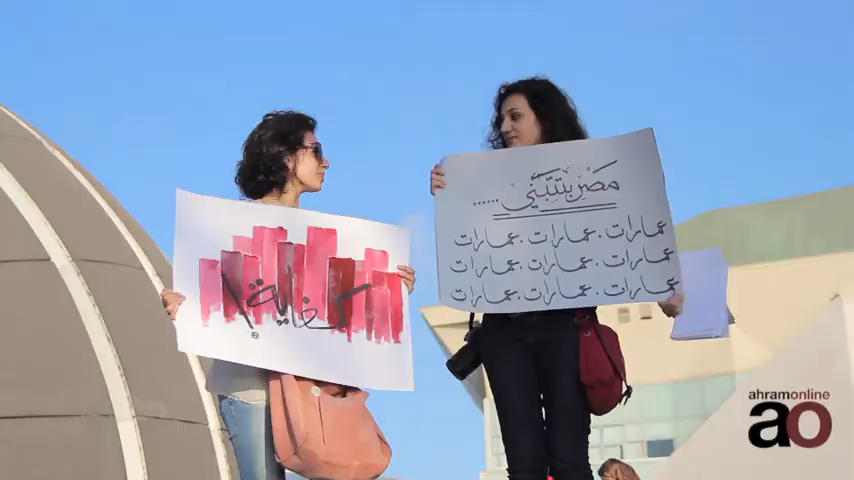 كفاية!
مصر بتتبني ......
عمارات . عمارات . عمارات
عمارات . عمارات . عمارات
عمارات . عمارات . عمارات
ahramonline
ao